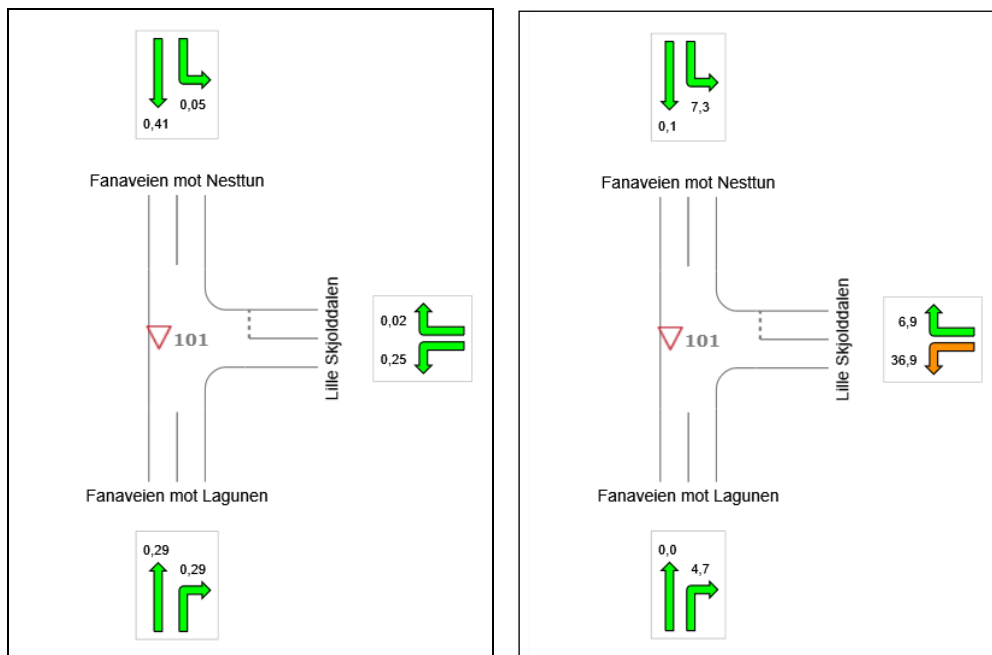 0,05
0,41
Fanaveien mot Nesttun
0,02
0,25
Lille Skjolddalen
101
Fanaveien mot Lagunen
0,29
0,29
7,3
0,1
Fanaveien mot Nesttun
6,9
36,9
Lille Skjolddalen
101
Fanaveien mot Lagunen
0,0
4,7